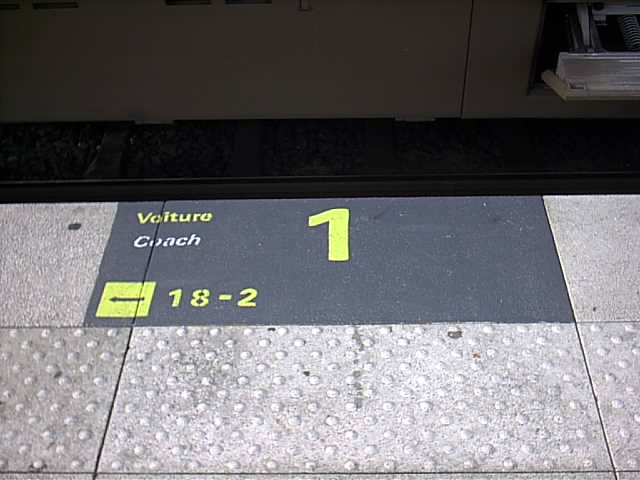 Voiture
Coach
1
← 18-2